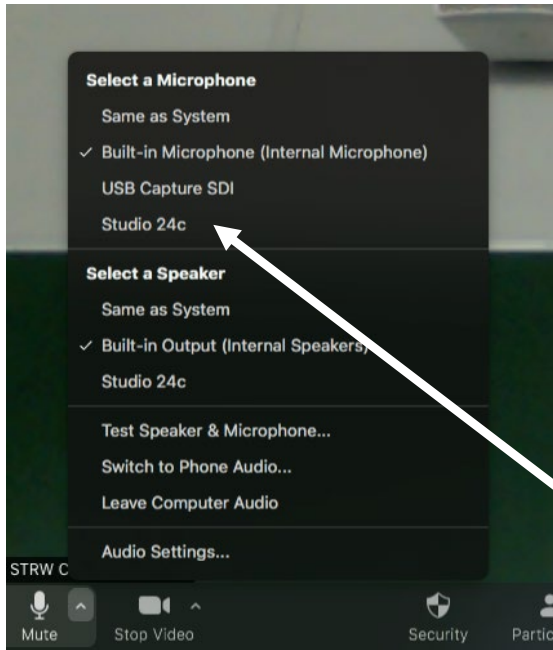 Select a Microphone
Same as System
✓ Built-in Microphone (Internal Microphone)
USB Capture SDI
Studio 24c
Select a Speaker
Same as System
✓ Built-in Output (Internal Speakers)
Studio 24c
Test Speaker & Microphone...
Switch to Phone Audio...
Leave Computer Audio
Audio Settings...
STRW C
Mute
Stop Video
Security
Partic